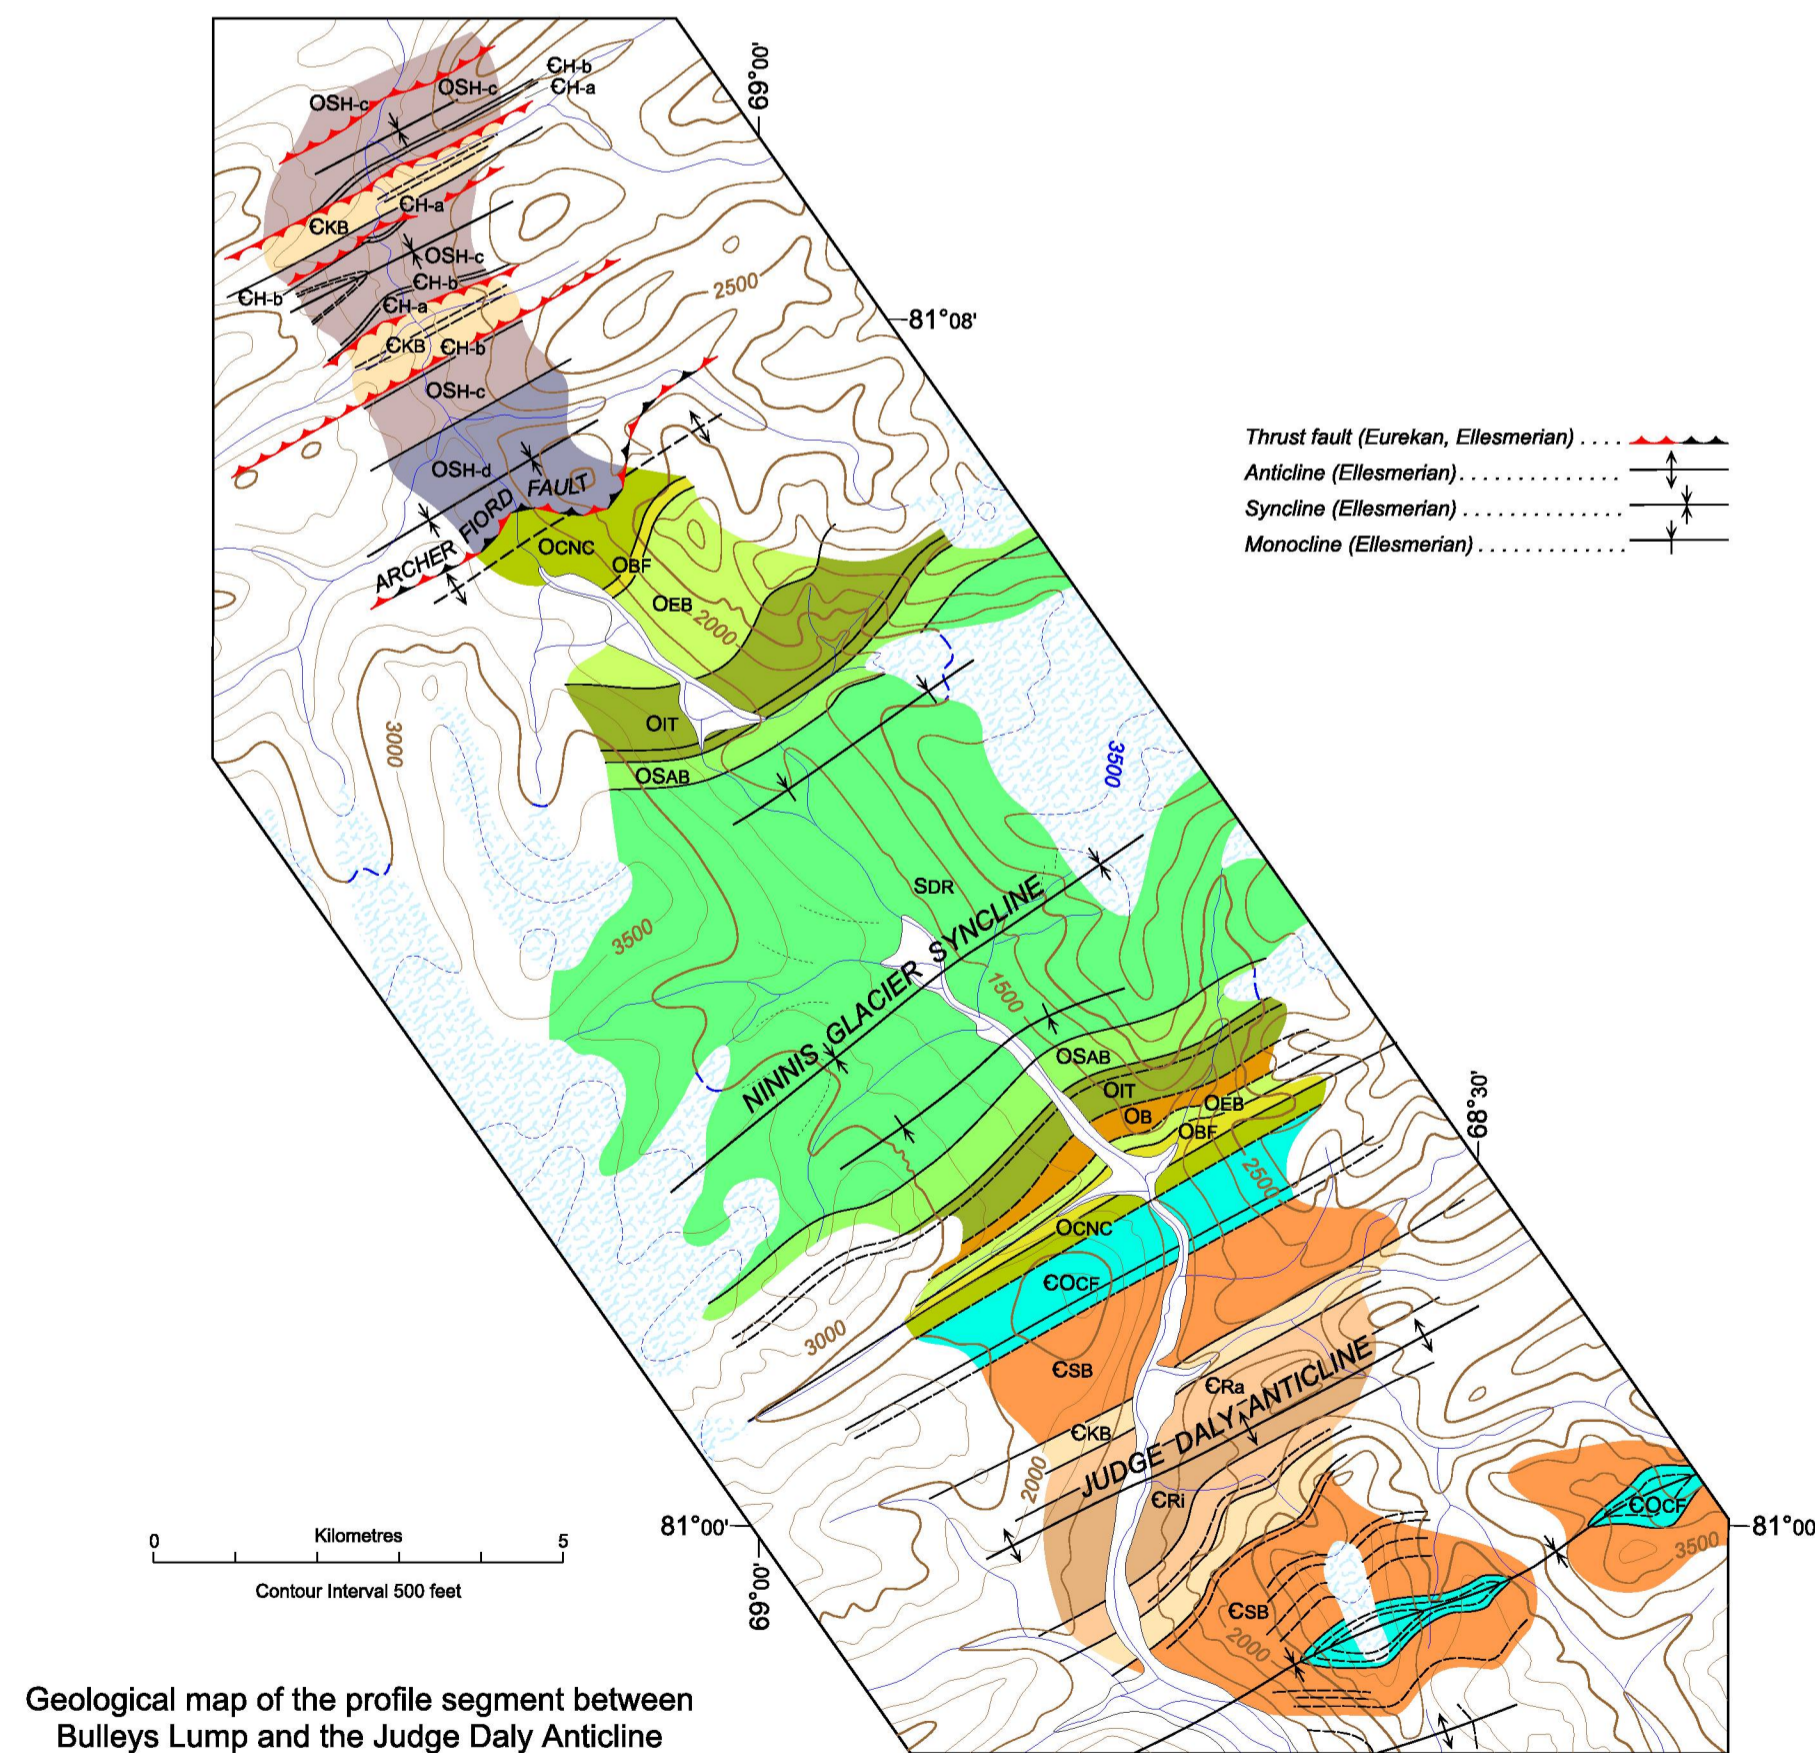 69°00'
ЄH-b
ЄH-a
OSH-c
OSH-c
ЄH-a
ЄKB
OSH-c
ЄH-b
ЄH-b
ЄH-a
2500
81°08'
ЄKB
ЄH-b
OSH-c
Thrust fault (Eurekan, Ellesmerian) ....
Anticline (Ellesmerian)..............
Syncline (Ellesmerian) ..............
Monocline (Ellesmerian) .............
OSH-d
ARCHER FIORD FAULT
OCNC
OBF
OEB
2000
OIT
3000
OSAB
3500
SDR
3500
NINNIS GLACIER SYNCLINE
1500
OSAB
OIT
OB
OEB
OBF
68°30'
2500
OCNC
ЄOCF
3000
ЄSB
ЄRa
ЄKB
JUDGE DALY ANTICLINE
2000
ЄRi
ЄOCF
81°00'
81°00
3500
0 Kilometres 5
Contour Interval 500 feet
69°00'
ЄSB
2000
Geological map of the profile segment between
Bulleys Lump and the Judge Daly Anticline